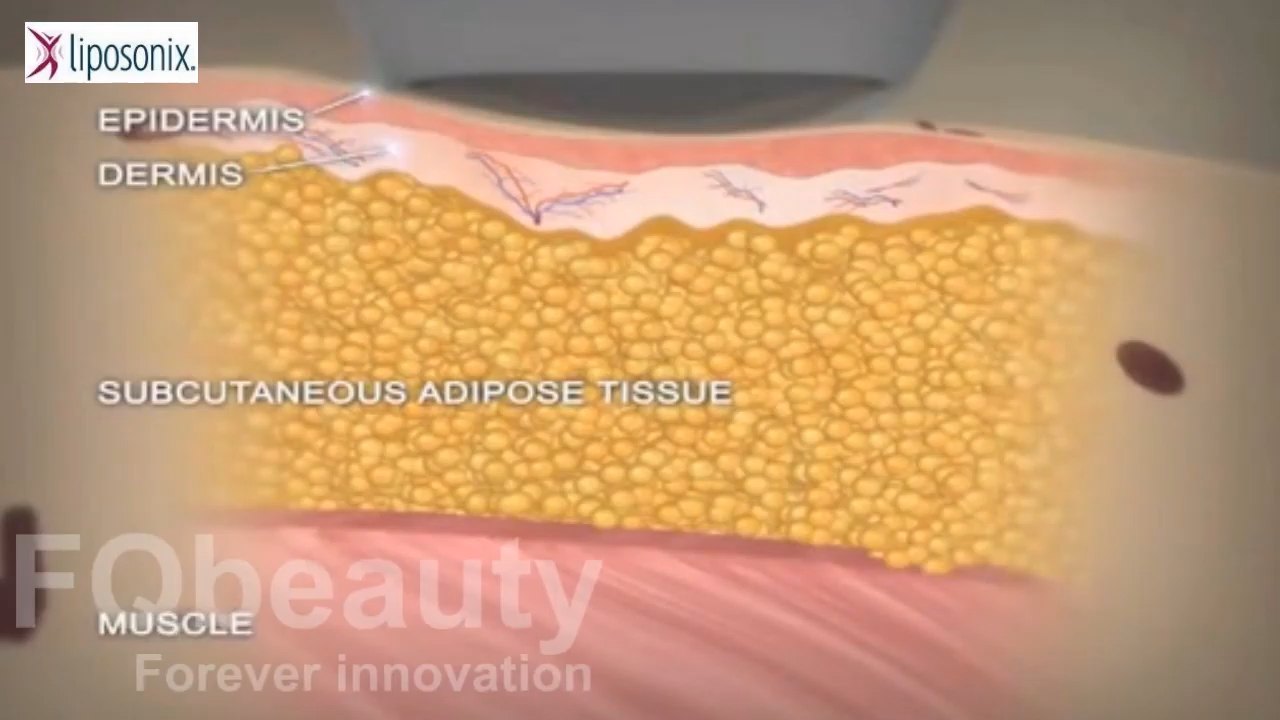 liposonix.
EPIDERMIS
DERMIS
SUBCUTANEOUS ADIPOSE TISSUE
FQbeauty
MUSCLE
Forever innovation